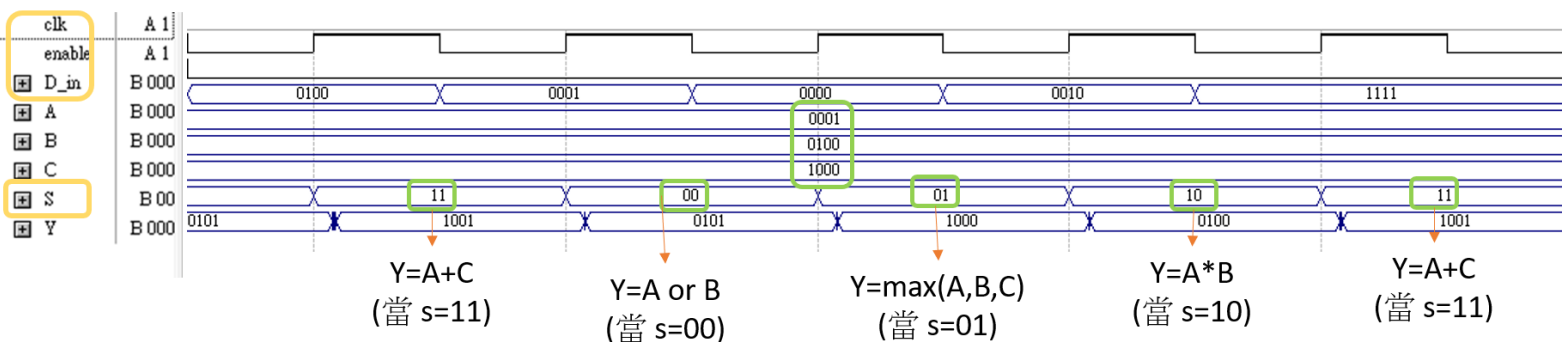 clk A 1
enable A 1
D_in B 000 0100 0001 0000 0010 1111
A B 000 0001
B B 000 0100
C B 000 1000
S B 00 11 00 01 10 11
Y B 000 0101 1001 0101 1000 0100 1001
Y=A+C
(當 s=11)
Y=A or B
(當 s=00)
Y=max(A,B,C)
(當 s=01)
Y=A*B
(當 s=10)
Y=A+C
(當 s=11)